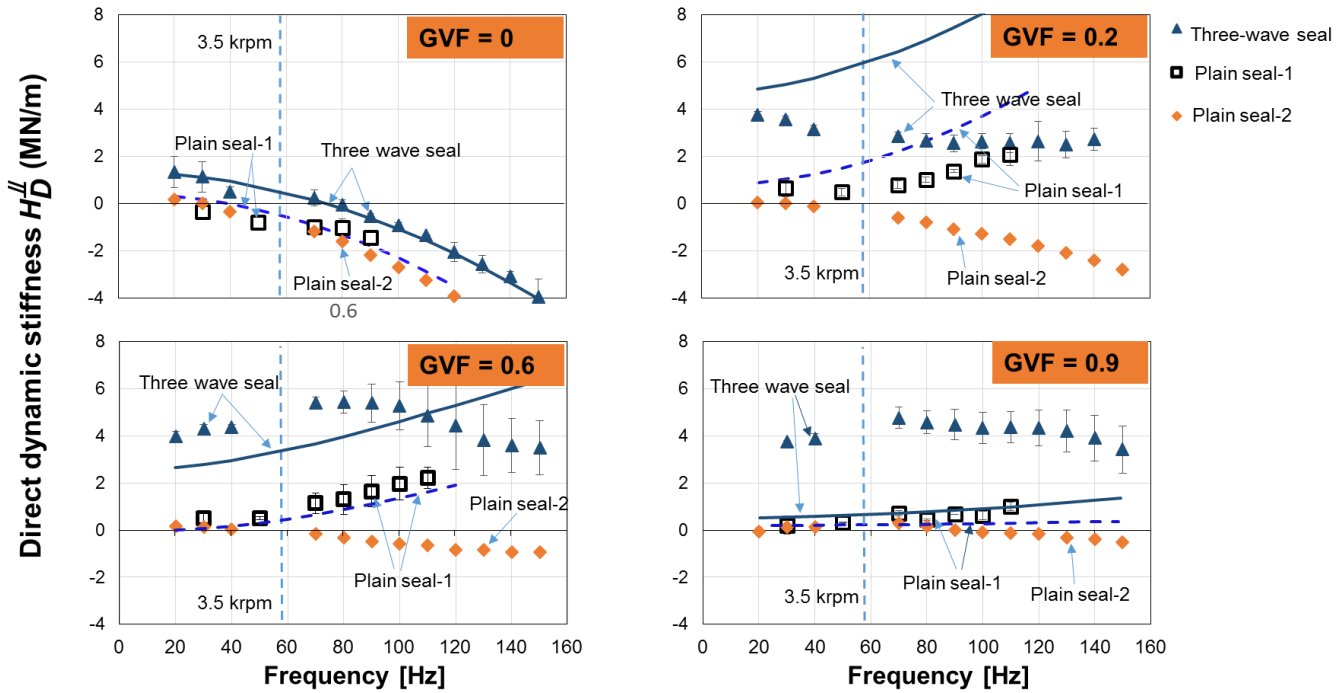 Direct dynamic stiffness H_D^μ (MN/m)
8
6
4
2
0
-2
-4
3.5 krpm
GVF = 0
Plain seal-1
Three wave seal
Plain seal-2
0.6
8
6
4
2
0
-2
-4
GVF = 0.2
Three wave seal
Plain seal-1
3.5 krpm
Plain seal-2
Three-wave seal
Plain seal-1
Plain seal-2
8
6
4
2
0
-2
-4
GVF = 0.6
Three wave seal
Plain seal-2
Plain seal-1
3.5 krpm
0 20 40 60 80 100 120 140 160
Frequency [Hz]
8
6
4
2
0
-2
-4
GVF = 0.9
Three wave seal
Plain seal-1
Plain seal-2
3.5 krpm
0 20 40 60 80 100 120 140 160
Frequency [Hz]